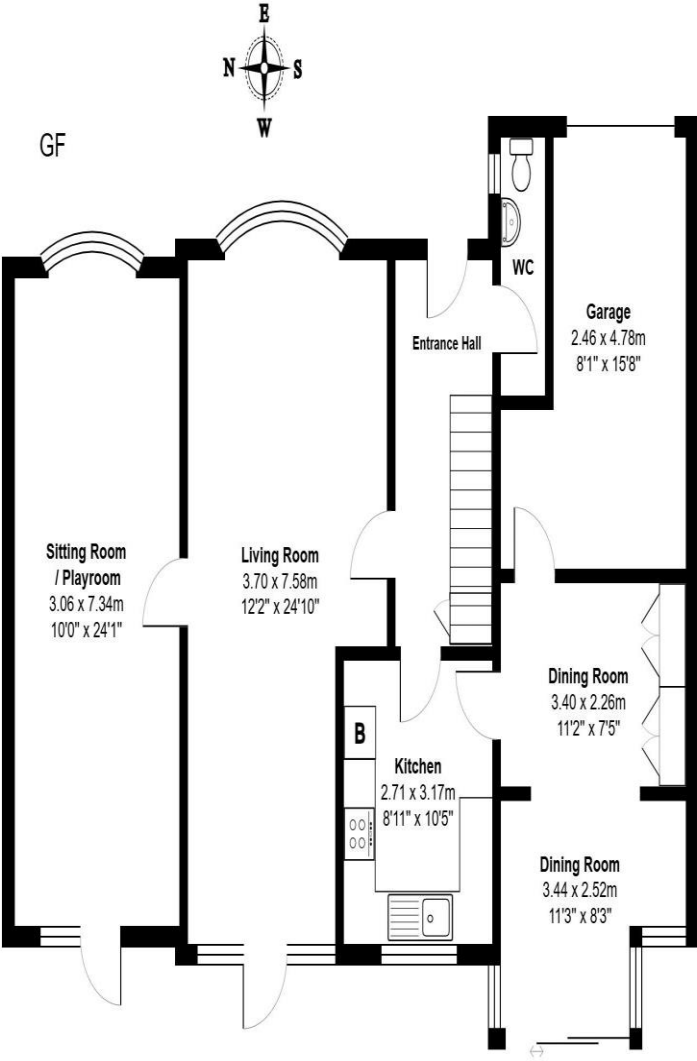 E
N S
W
GF
WC
Garage
2.46 x 4.78m
8'1" x 15'8"
Entrance Hall
Sitting Room
/ Playroom
3.06 x 7.34m
10'0" x 24'1"
Living Room
3.70 x 7.58m
12'2" x 24'10"
Dining Room
3.40 x 2.26m
11'2" x 7'5"
B
Kitchen
2.71 x 3.17m
8'11" x 10'5"
Dining Room
3.44 x 2.52m
11'3" x 8'3"